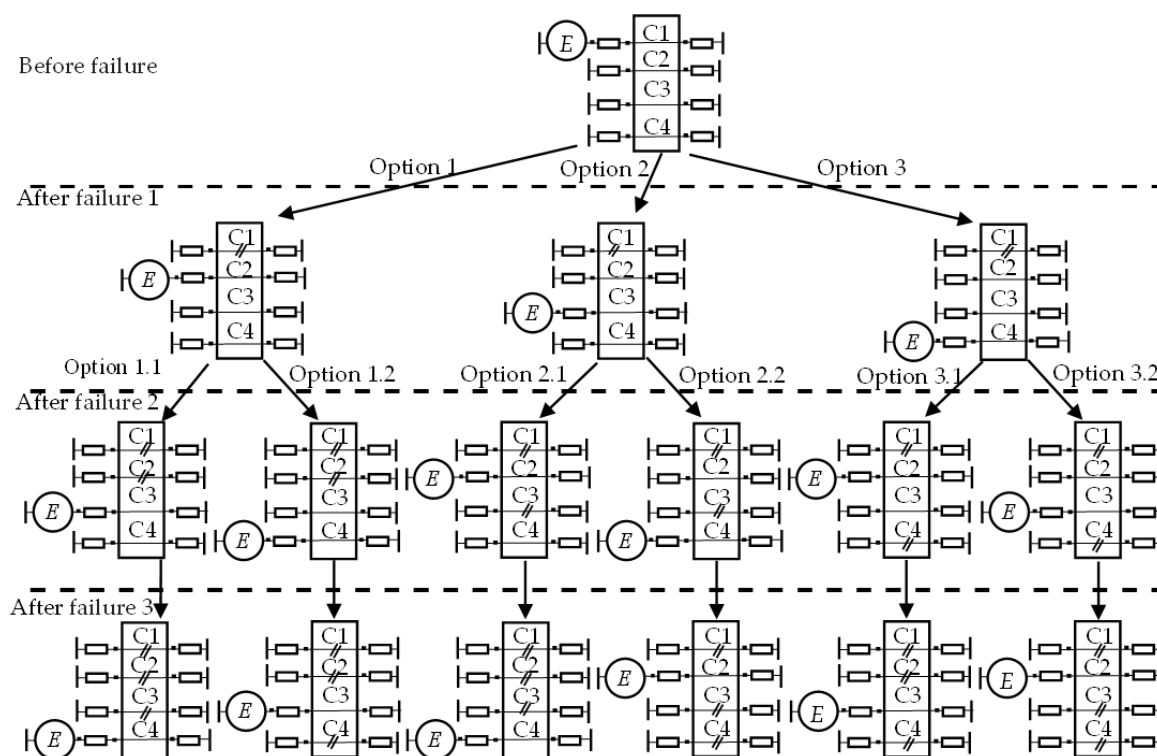 E C1
C2
Before failure
C3
C4
Option 1 Option 2 Option 3
After failure 1
C1 C1 C1
E C2 C2 C2
C3 E C3 C3
C4 C4 E C4
Option 1.1 Option 1.2 Option 2.1 Option 2.2 Option 3.1 Option 3.2
After failure 2
C1 C1 C1 C1 C1 C1
C2 C2 E C2 C2 E C2 C2
E C3 C3 C3 C3 C3 E C3
C4 E C4 C4 E C4 C4 C4
After failure 3
C1 C1 C1 C1 C1 C1
C2 C2 C2 E C2 C2 E C2
C3 E C3 C3 C3 E C3 C3
E C4 C4 E C4 C4 C4 C4